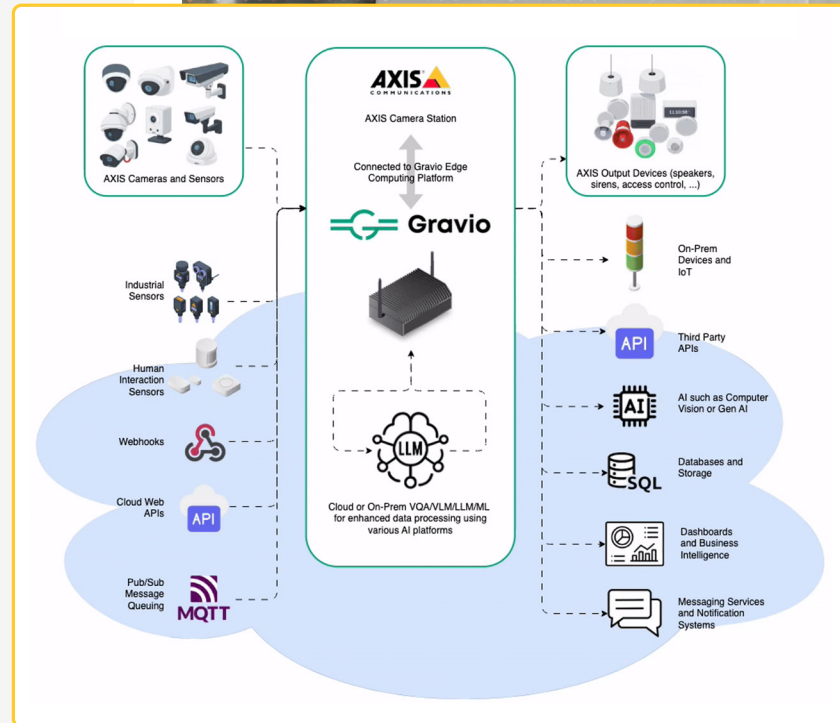 AXIS Cameras and Sensors
AXIS
COMMUNICATIONS
AXIS Camera Station
Connected to Gravio Edge
Computing Platform
Gravio
LLM
Cloud or On-Prem VQA/VLM/LLM/ML
for enhanced data processing using
various AI platforms
Industrial
Sensors
Human
Interaction
Sensors
Webhooks
Cloud Web
APIs
API
Pub/Sub
Message
Queuing
MQTT
AXIS Output Devices (speakers,
sirens, access control, ...)
On-Prem
Devices and
IoT
API
Third Party
APIs
AI
AI such as Computer
Vision or Gen AI
SQL
Databases and
Storage
Dashboards
and Business
Intelligence
Messaging Services
and Notification
Systems